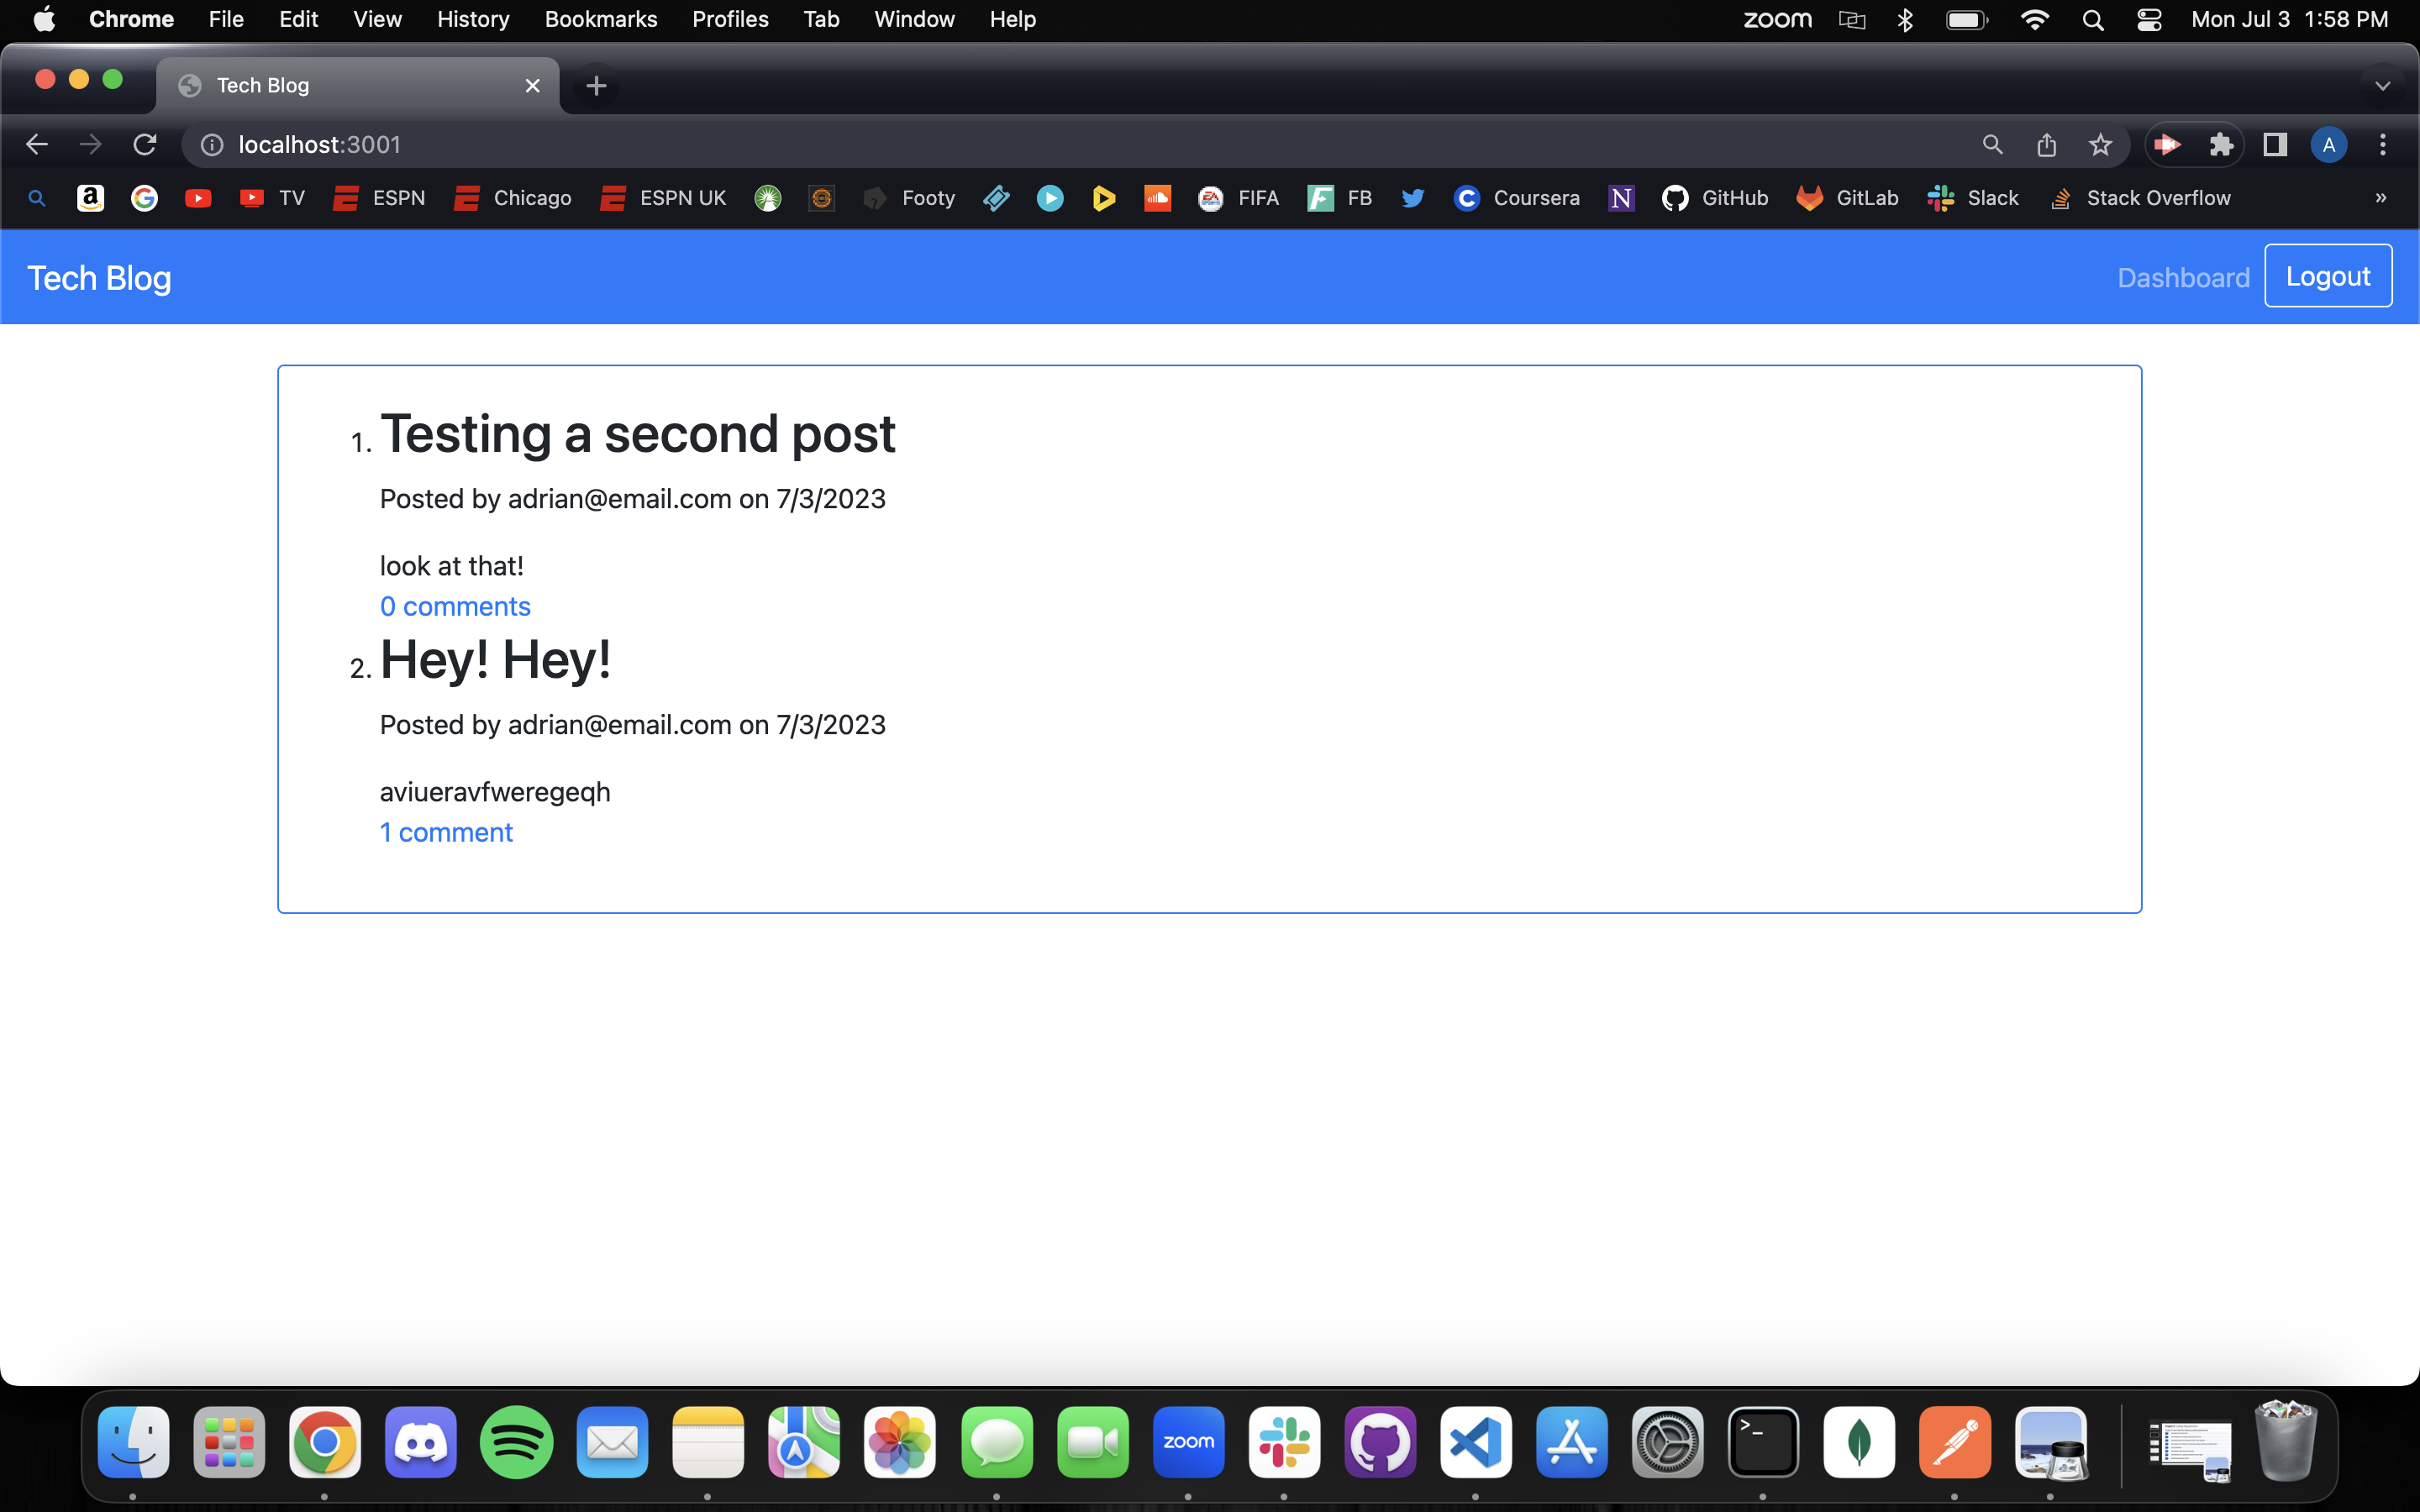 Chrome File Edit View History Bookmarks Profiles Tab Window Help zoom Mon Jul 3 1:58 PM
Tech Blog
localhost:3001 A
a G TV ESPN Chicago ESPN UK Footy FIFA FB C Coursera N GitHub GitLab Slack Stack Overflow »
Tech Blog Dashboard Logout
1. Testing a second post
Posted by adrian@email.com on 7/3/2023
look at that!
0 comments
2. Hey! Hey!
Posted by adrian@email.com on 7/3/2023
aviueravfweregeqh
1 comment
zoom